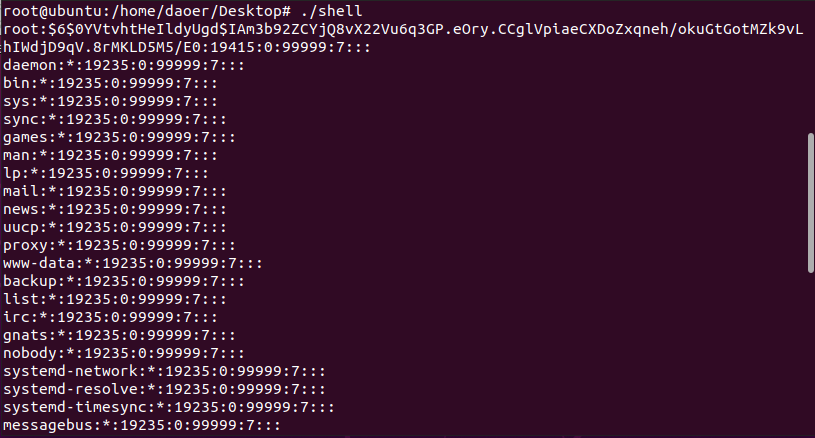 root@ubuntu:/home/daoer/Desktop# ./shell
root:$6$0YVtvhtHeIldyUgd$IAm3b92ZCYjQ8vX22Vu6q3GP.eOry.CCglVpiaeCXDoZxqneh/okuGtGotMZk9vL
hIWdjD9qV.8rMKLD5M5/E0:19415:0:99999:7:::
daemon:*:19235:0:99999:7:::
bin:*:19235:0:99999:7:::
sys:*:19235:0:99999:7:::
sync:*:19235:0:99999:7:::
games:*:19235:0:99999:7:::
man:*:19235:0:99999:7:::
lp:*:19235:0:99999:7:::
mail:*:19235:0:99999:7:::
news:*:19235:0:99999:7:::
uucp:*:19235:0:99999:7:::
proxy:*:19235:0:99999:7:::
www-data:*:19235:0:99999:7:::
backup:*:19235:0:99999:7:::
list:*:19235:0:99999:7:::
irc:*:19235:0:99999:7:::
gnats:*:19235:0:99999:7:::
nobody:*:19235:0:99999:7:::
systemd-network:*:19235:0:99999:7:::
systemd-resolve:*:19235:0:99999:7:::
systemd-timesync:*:19235:0:99999:7:::
messagebus:*:19235:0:99999:7:::